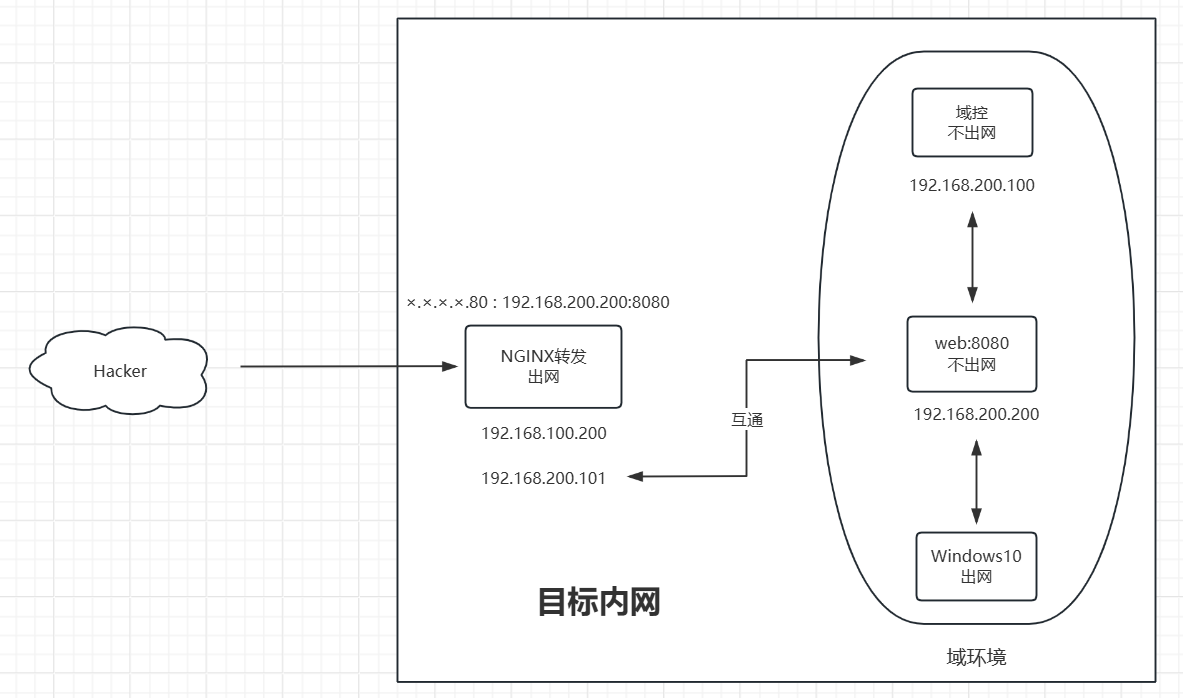 域控
不出网
192.168.200.100
×.×.×.×.80 : 192.168.200.200:8080
Hacker
NGINX转发
出网
192.168.100.200
192.168.200.101
互通
web:8080
不出网
192.168.200.200
Windows10
出网
目标内网
域环境